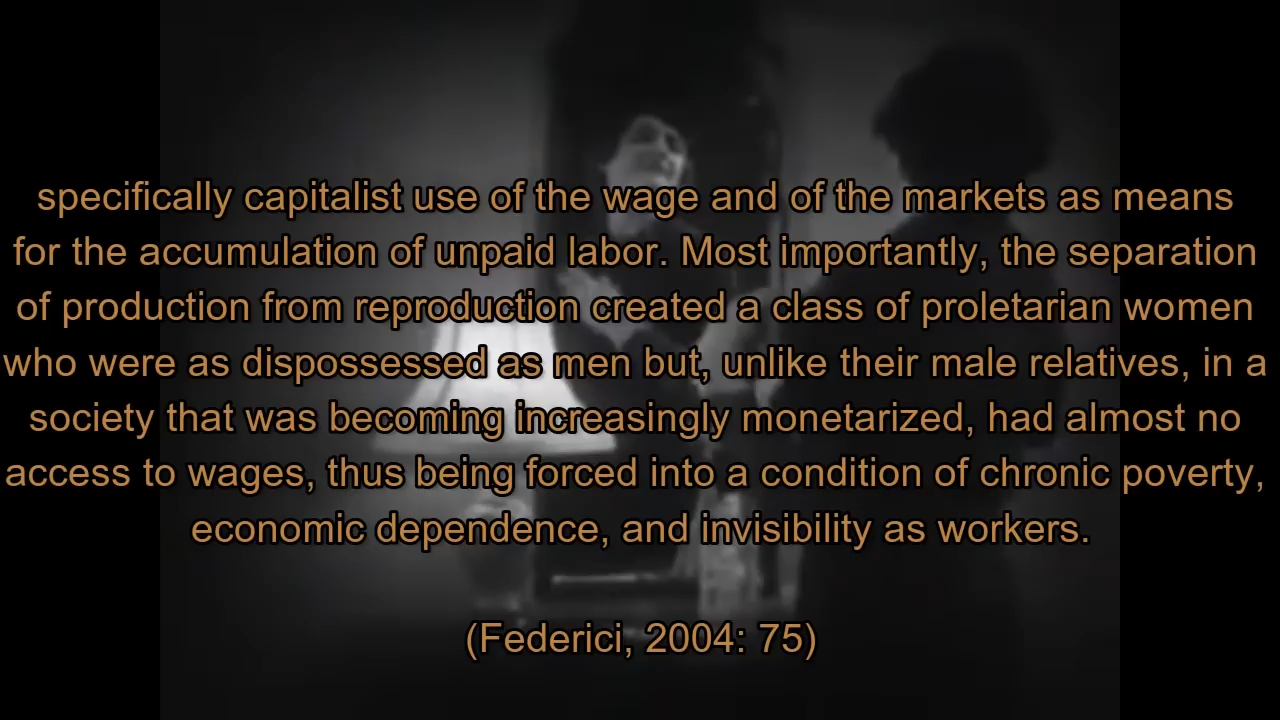 specifically capitalist use of the wage and of the markets as means
for the accumulation of unpaid labor. Most importantly, the separation
of production from reproduction created a class of proletarian women
who were as dispossessed as men but, unlike their male relatives, in a
society that was becoming increasingly monetarized, had almost no
access to wages, thus being forced into a condition of chronic poverty,
economic dependence, and invisibility as workers.
(Federici, 2004: 75)